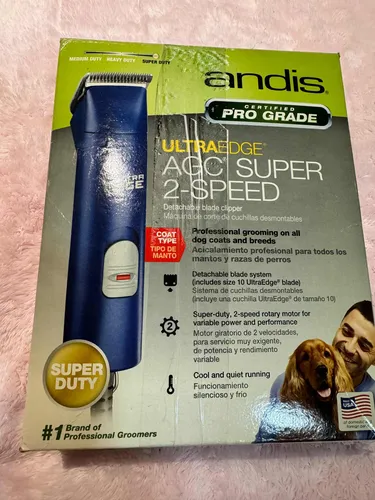 MEDIUM DUTY HEAVY DUTY SUPER DUTY
andis®
CERTIFIED
PRO GRADE™
ULTRAEDGE®
AGC® SUPER
2-SPEED
Detachable blade clipper
Máquina de corte de cuchillas desmontables
COAT
TYPE
TIPO DE
MANTO
Professional grooming on all
dog coats and breeds
Acicalamiento profesional para todos los
mantos y razas de perros
Detachable blade system
(includes size 10 UltraEdge® blade)
Sistema de cuchillas desmontables
(incluye una cuchilla UltraEdge® de tamaño 10)
2
Super-duty, 2-speed rotary motor for
variable power and performance
Motor giratorio de 2 velocidades,
para servicio muy exigente,
de potencia y rendimiento
variable
Cool and quiet running
Funcionamiento
silencioso y frío
SUPER
DUTY
#1 Brand of
Professional Groomers
USA